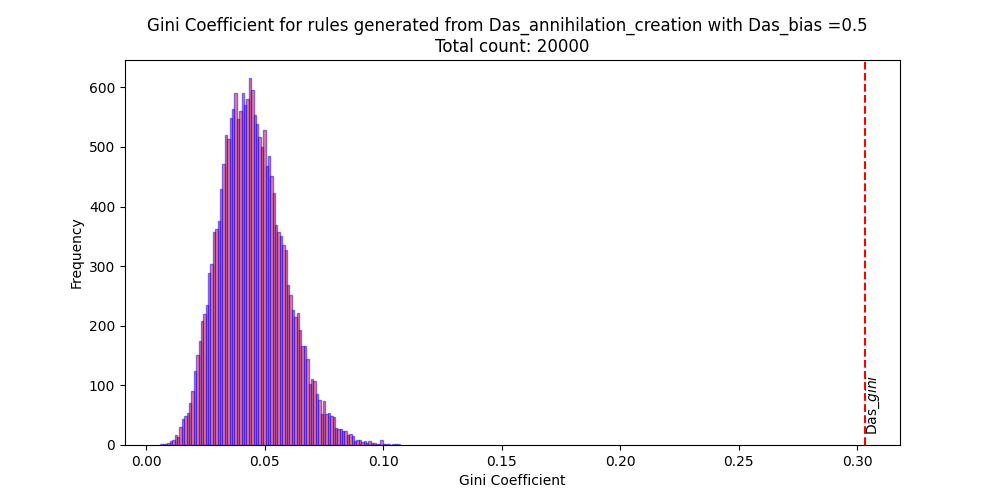 Gini Coefficient for rules generated from Das_annihilation_creation with Das_bias =0.5
Total count: 20000
Frequency
600
500
400
300
200
100
0
Das_gini
0.00 0.05 0.10 0.15 0.20 0.25 0.30
Gini Coefficient